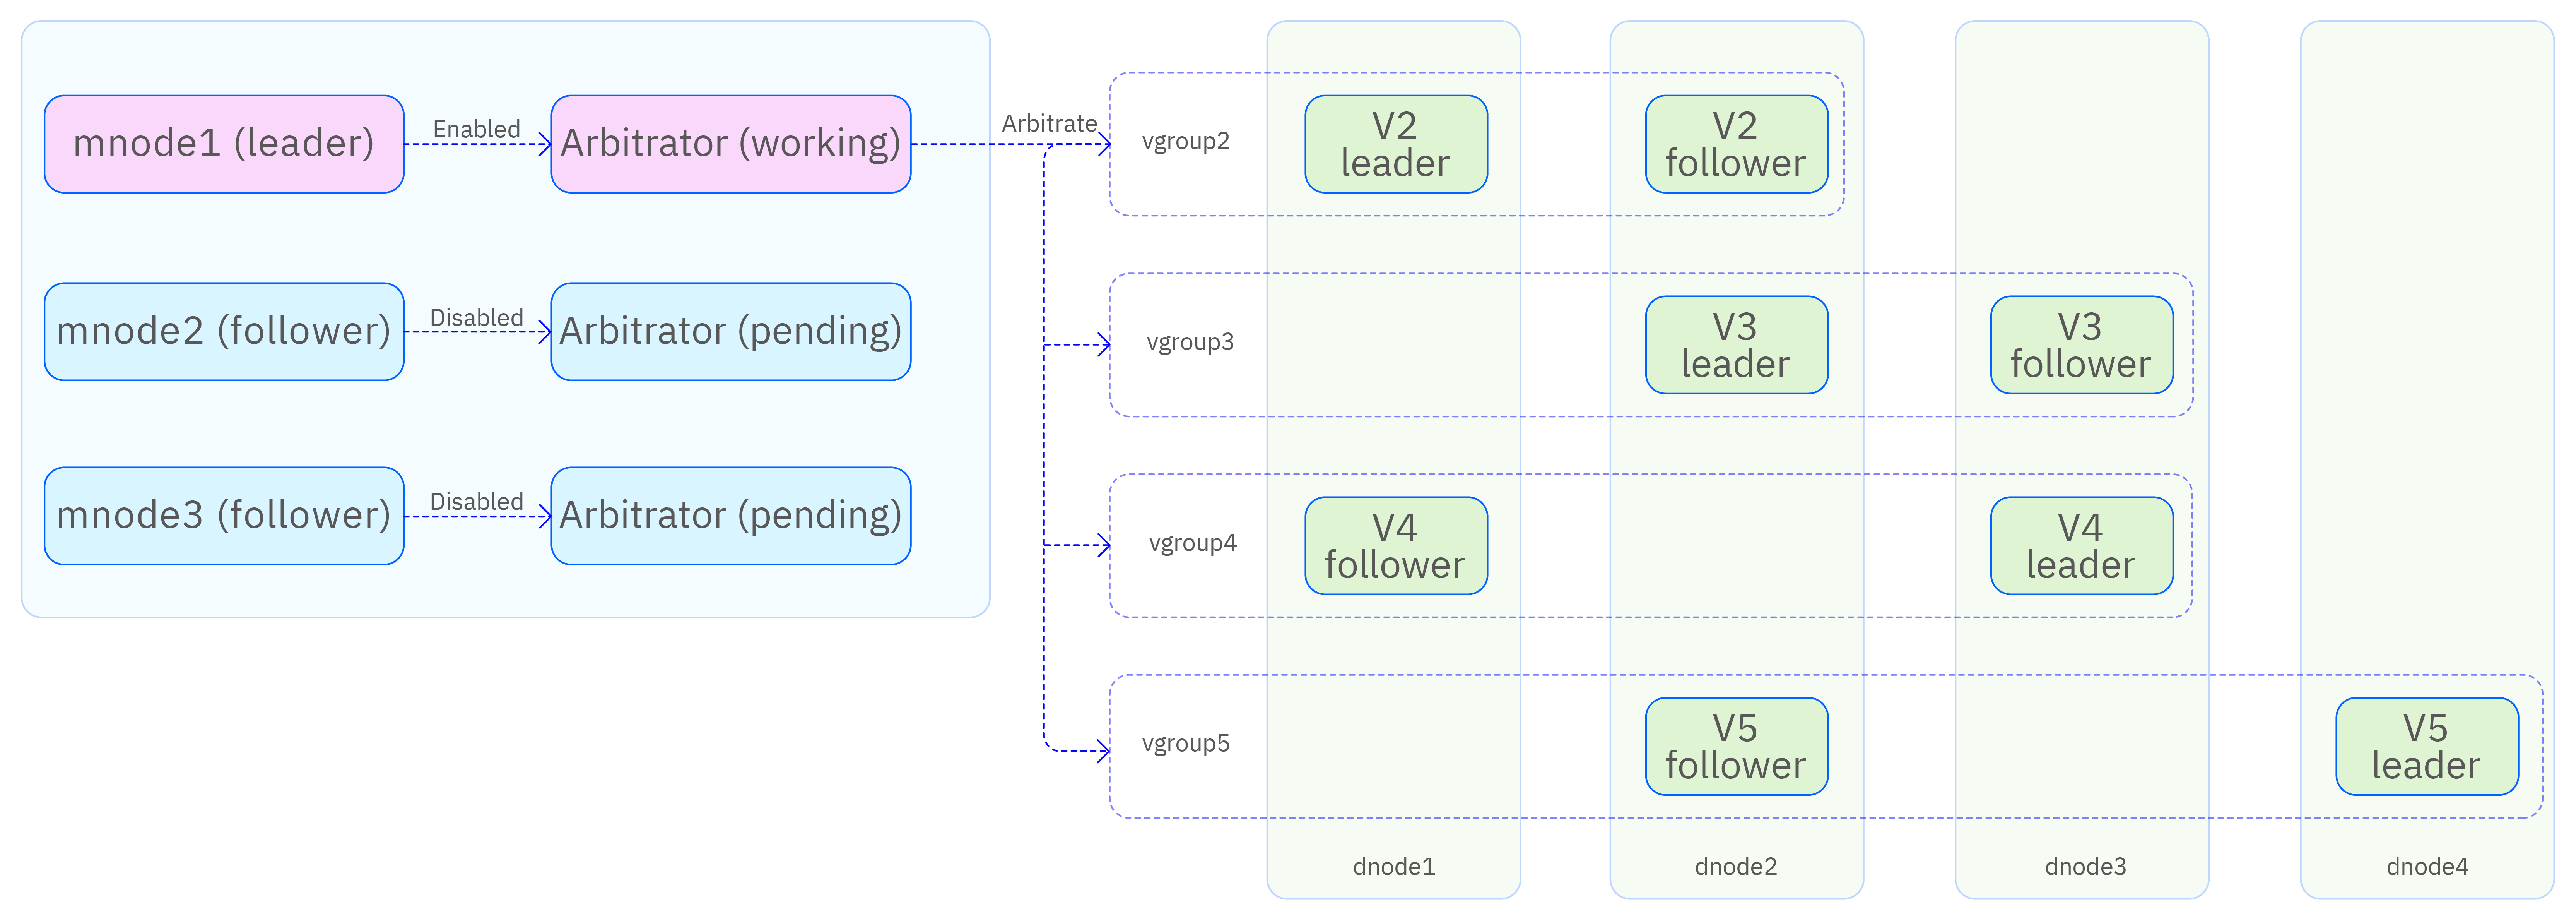 mnode1 (leader)
Enabled
Arbitrator (working)
Arbitrate
mnode2 (follower)
Disabled
Arbitrator (pending)
mnode3 (follower)
Disabled
Arbitrator (pending)
vgroup2
V2
leader
V2
follower
vgroup3
V3
leader
V3
follower
vgroup4
V4
follower
V4
leader
vgroup5
V5
follower
V5
leader
dnode1
dnode2
dnode3
dnode4